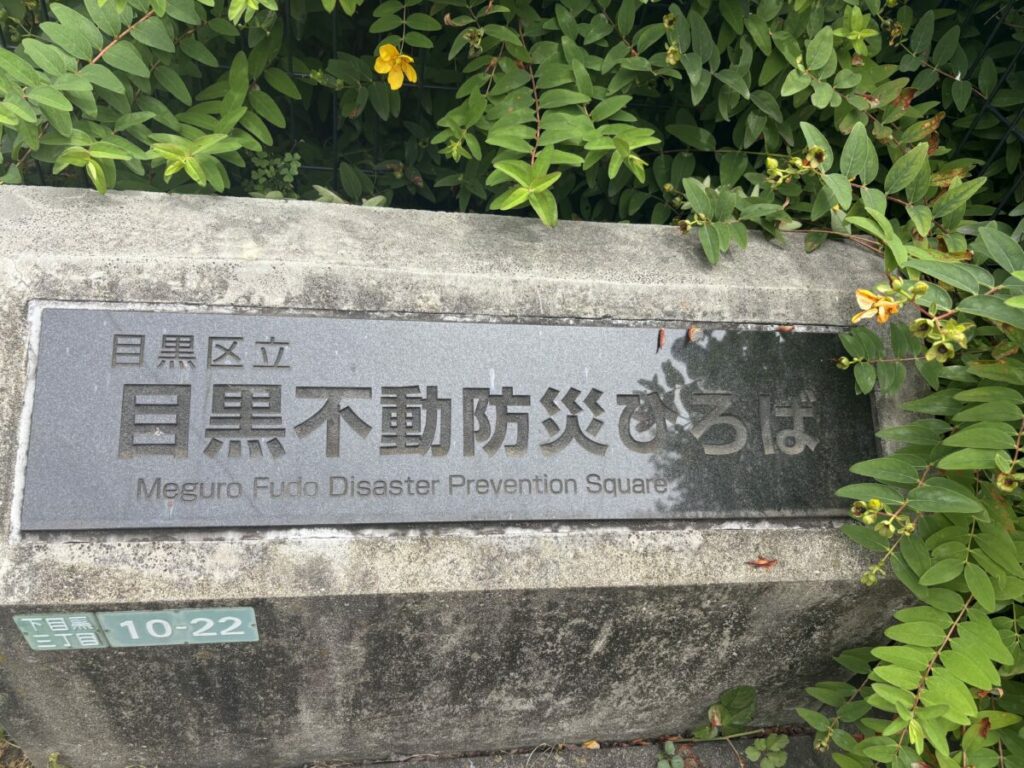 目黒区立
目黒不動防災ひろば
Meguro Fudo Disaster Prevention Square
下目黒
三丁目
10-22